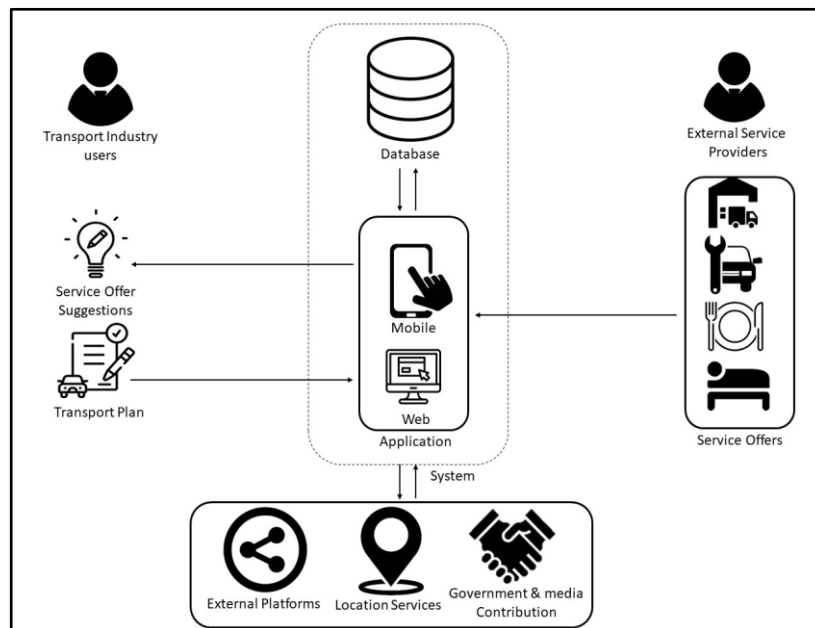 Transport Industry
users
Database
External Service
Providers
Service Offer
Suggestions
Mobile
Transport Plan
Web
Application
Service Offers
System
External Platforms
Location Services
Government & media
Contribution